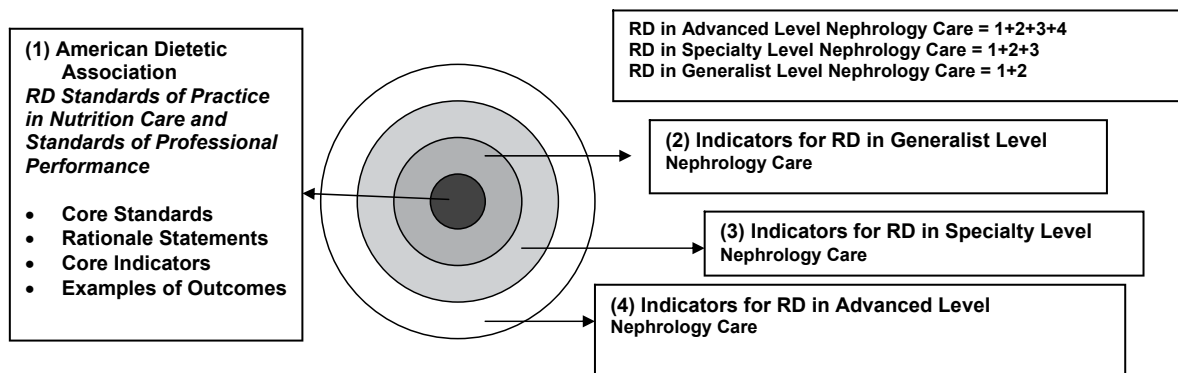 (1) American Dietetic
Association
RD Standards of Practice
in Nutrition Care and
Standards of Professional
Performance
• Core Standards
• Rationale Statements
• Core Indicators
• Examples of Outcomes
RD in Advanced Level Nephrology Care = 1+2+3+4
RD in Specialty Level Nephrology Care = 1+2+3
RD in Generalist Level Nephrology Care = 1+2
(2) Indicators for RD in Generalist Level
Nephrology Care
(3) Indicators for RD in Specialty Level
Nephrology Care
(4) Indicators for RD in Advanced Level
Nephrology Care